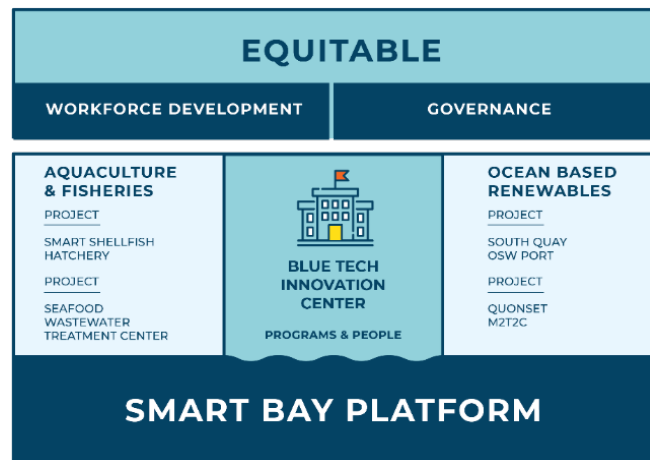 EQUITABLE
WORKFORCE DEVELOPMENT
GOVERNANCE
AQUACULTURE
& FISHERIES
PROJECT
SMART SHELLFISH
HATCHERY
PROJECT
SEAFOOD
WASTEWATER
TREATMENT CENTER
BLUE TECH
INNOVATION
CENTER
PROGRAMS & PEOPLE
OCEAN BASED
RENEWABLES
PROJECT
SOUTH QUAY
OSW PORT
PROJECT
QUONSET
M2T2C
SMART BAY PLATFORM